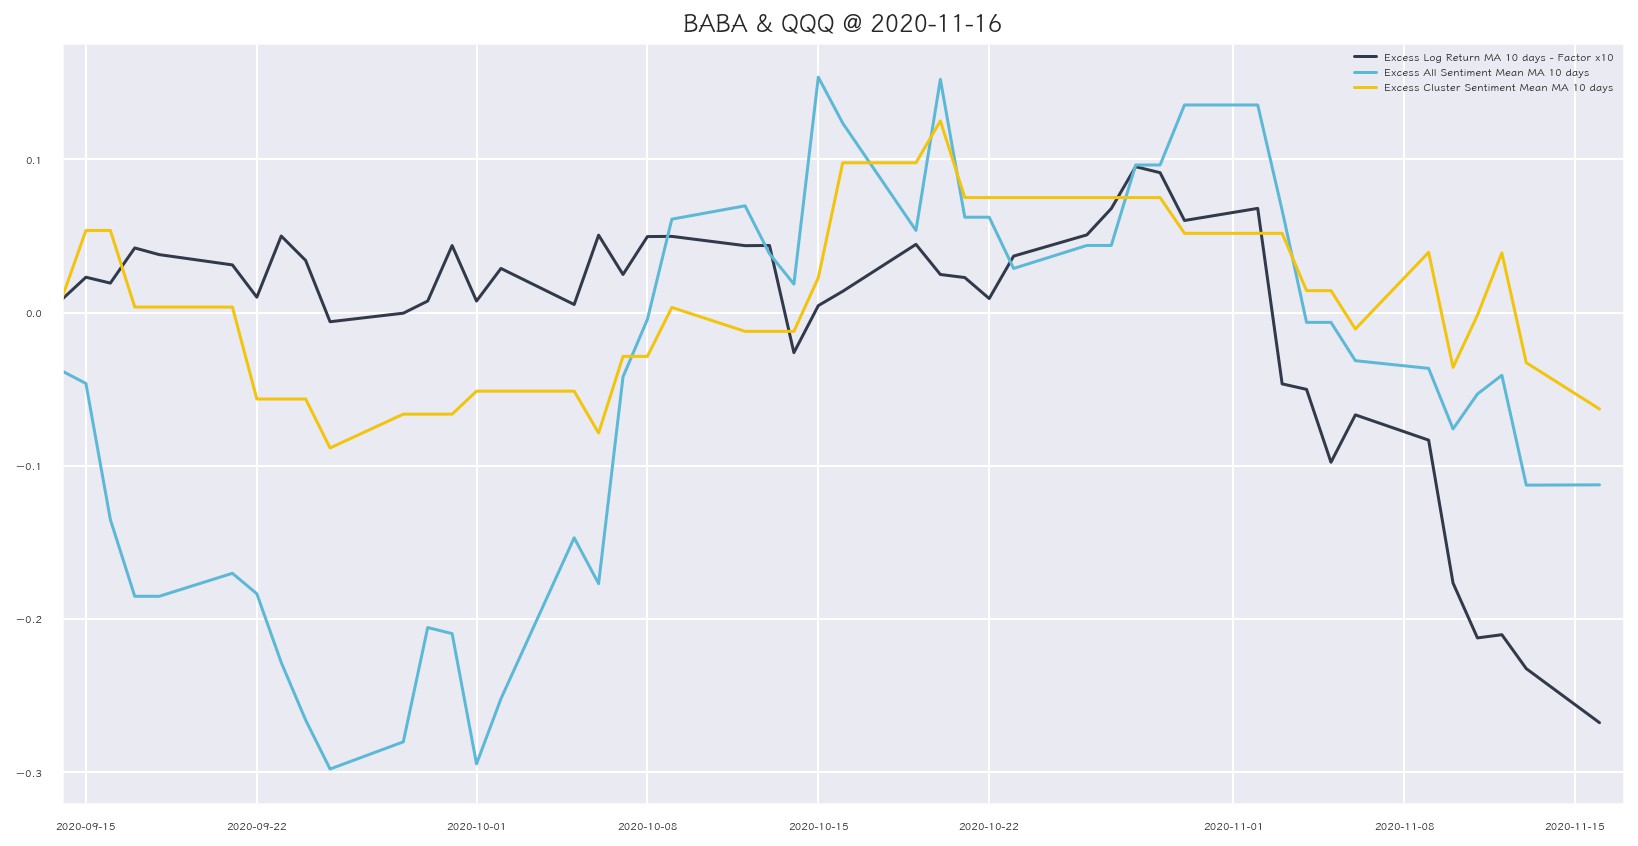 BABA & QQQ @ 2020-11-16
Excess Log Return MA 10 days - Factor x10
Excess All Sentiment Mean MA 10 days
Excess Cluster Sentiment Mean MA 10 days
0.1
0.0
−0.1
−0.2
−0.3
2020-09-15 2020-09-22 2020-10-01 2020-10-08 2020-10-15 2020-10-22 2020-11-01 2020-11-08 2020-11-15